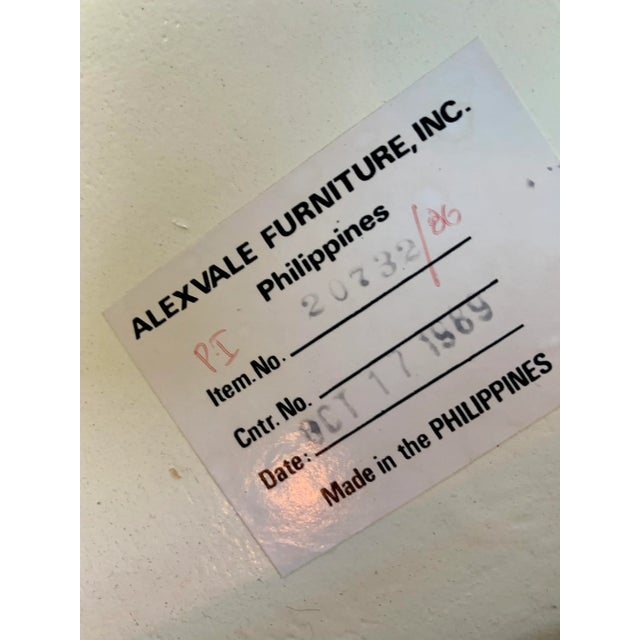 ALEXVALE FURNITURE, INC.
Philippines
P.I 20732/86
Item.No.
Cntr.No.
Date: OCT 17 1989
Made in the PHILIPPINES